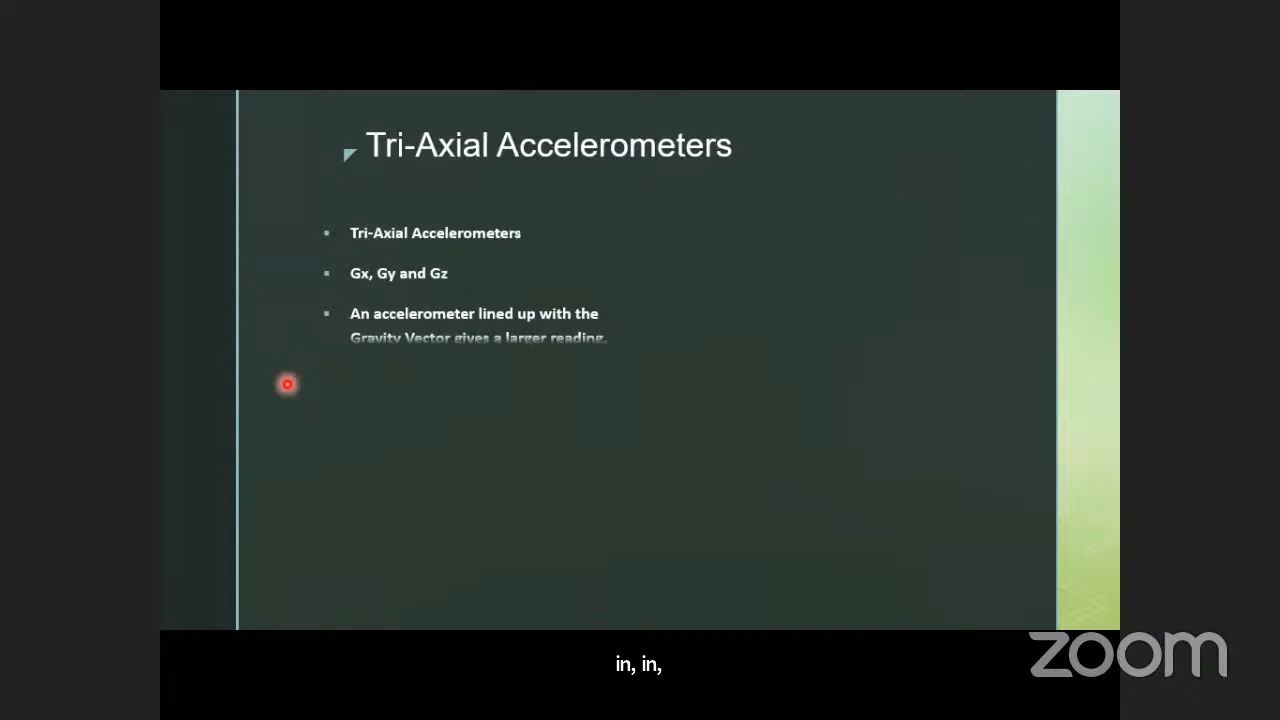 Tri-Axial Accelerometers
Tri-Axial Accelerometers
Gx, Gy and Gz
An accelerometer lined up with the
Gravity Vector gives a larger reading.
in, in,
zoom